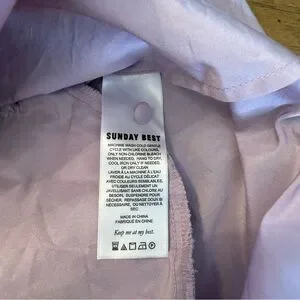 SUNDAY BEST
MACHINE WASH COLD GENTLE
CYCLE WITH LIKE COLOURS,
ONLY NON-CHLORINE BLEACH
WHEN NEEDED, HANG TO DRY,
COOL IRON ONLY IF NEEDED,
OR DRY CLEAN
LAVER À LA MACHINE À L'EAU
FROIDE AU CYCLE DÉLICAT
AVEC COULEURS SEMBLABLES,
UTILISER SEULEMENT UN
JAVELLISANT SANS CHLORE AU
BESOIN, SUSPENDRE POUR
SÉCHER, REPASSAGE DOUX SI
NÉCESSAIRE, OU NETTOYER À
SEC
MADE IN CHINA
FABRIQUÉ EN CHINE
Keep me at my best.